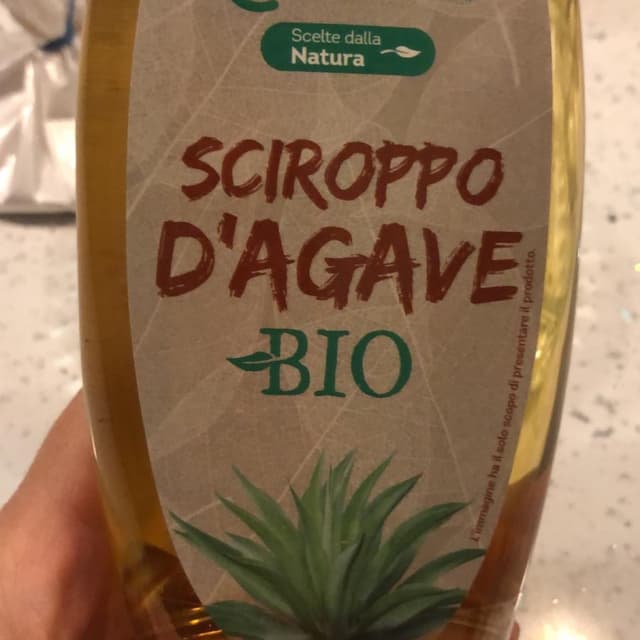 Scelte dalla
Natura
SCIROPPO
D'AGAVE
BIO
L'immagine ha il solo scopo di presentare il prodotto.